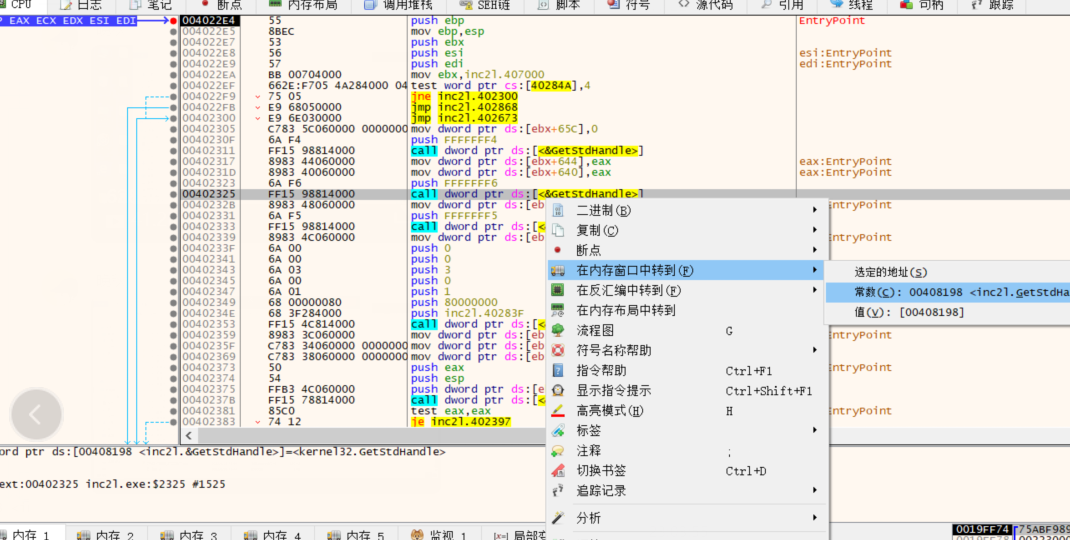 CPU 日志 笔记 断点 内存布局 调用堆栈 SEH链 脚本 符号 源代码 引用 线程 句柄 跟踪
P EAX ECX EDX ESI EDI 004022E4 55 push ebp EntryPoint
004022E5 8BEC mov ebp,esp
004022E7 53 push ebx
004022E8 56 push esi esi:EntryPoint
004022E9 57 push edi edi:EntryPoint
004022EA BB 00704000 mov ebx,inc2l.407000
004022EF 662E:F705 4A284000 04 test word ptr cs:[40284A],4
004022F9 75 05 jne inc2l.402300
004022FB E9 68050000 jmp inc2l.402868
00402300 E9 6E030000 jmp inc2l.402673
00402305 C783 5C060000 00000000 mov dword ptr ds:[ebx+65C],0
0040230F 6A F4 push FFFFFFF4
00402311 FF15 98814000 call dword ptr ds:[<&GetStdHandle>]
00402317 8983 44060000 mov dword ptr ds:[ebx+644],eax eax:EntryPoint
0040231D 8983 40060000 mov dword ptr ds:[ebx+640],eax eax:EntryPoint
00402323 6A F6 push FFFFFFF6
00402325 FF15 98814000 call dword ptr ds:[<&GetStdHandle>]
0040232B 8983 48060000 mov dword ptr ds:[eb ntryPoint
00402331 6A F5 push FFFFFFF5
00402333 FF15 98814000 call dword ptr ds:[<
00402339 8983 4C060000 mov dword ptr ds:[eb ntryPoint
0040233F 6A 00 push 0
00402341 6A 00 push 0
00402343 6A 03 push 3
00402345 6A 00 push 0
00402347 6A 01 push 1
00402349 68 00000080 push 80000000
0040234E 68 3F284000 push inc2l.40283F
00402353 FF15 4C814000 call dword ptr ds:[<
00402359 8983 3C060000 mov dword ptr ds:[eb ntryPoint
0040235F C783 34060000 00000000 mov dword ptr ds:[eb
00402369 C783 38060000 00000000 mov dword ptr ds:[eb
00402373 50 push eax ntryPoint
00402374 54 push esp
00402375 FFB3 4C060000 push dword ptr ds:[e
0040237B FF15 78814000 call dword ptr ds:[<
00402381 85C0 test eax,eax ntryPoint
00402383 74 12 je inc2l.402397
二进制(B)
复制(C)
断点
在内存窗口中转到(F)
在反汇编中转到(F)
在内存布局中转到
流程图 G
符号名称帮助
指令帮助 Ctrl+F1
显示指令提示 Ctrl+Shift+F1
高亮模式(H) H
标签
注释 ;
切换书签 Ctrl+D
追踪记录
分析
选定的地址(S)
常数(C): 00408198 <inc2l.GetStdHa
值(V): [00408198]
ord ptr ds:[00408198 <inc2l.&GetStdHandle>]=<kernel32.GetStdHandle>
ext:00402325 inc2l.exe:$2325 #1525
内存 1 内存 2 内存 3 内存 4 内存 5 监视 1 局部变
0019FF74 75ABF989